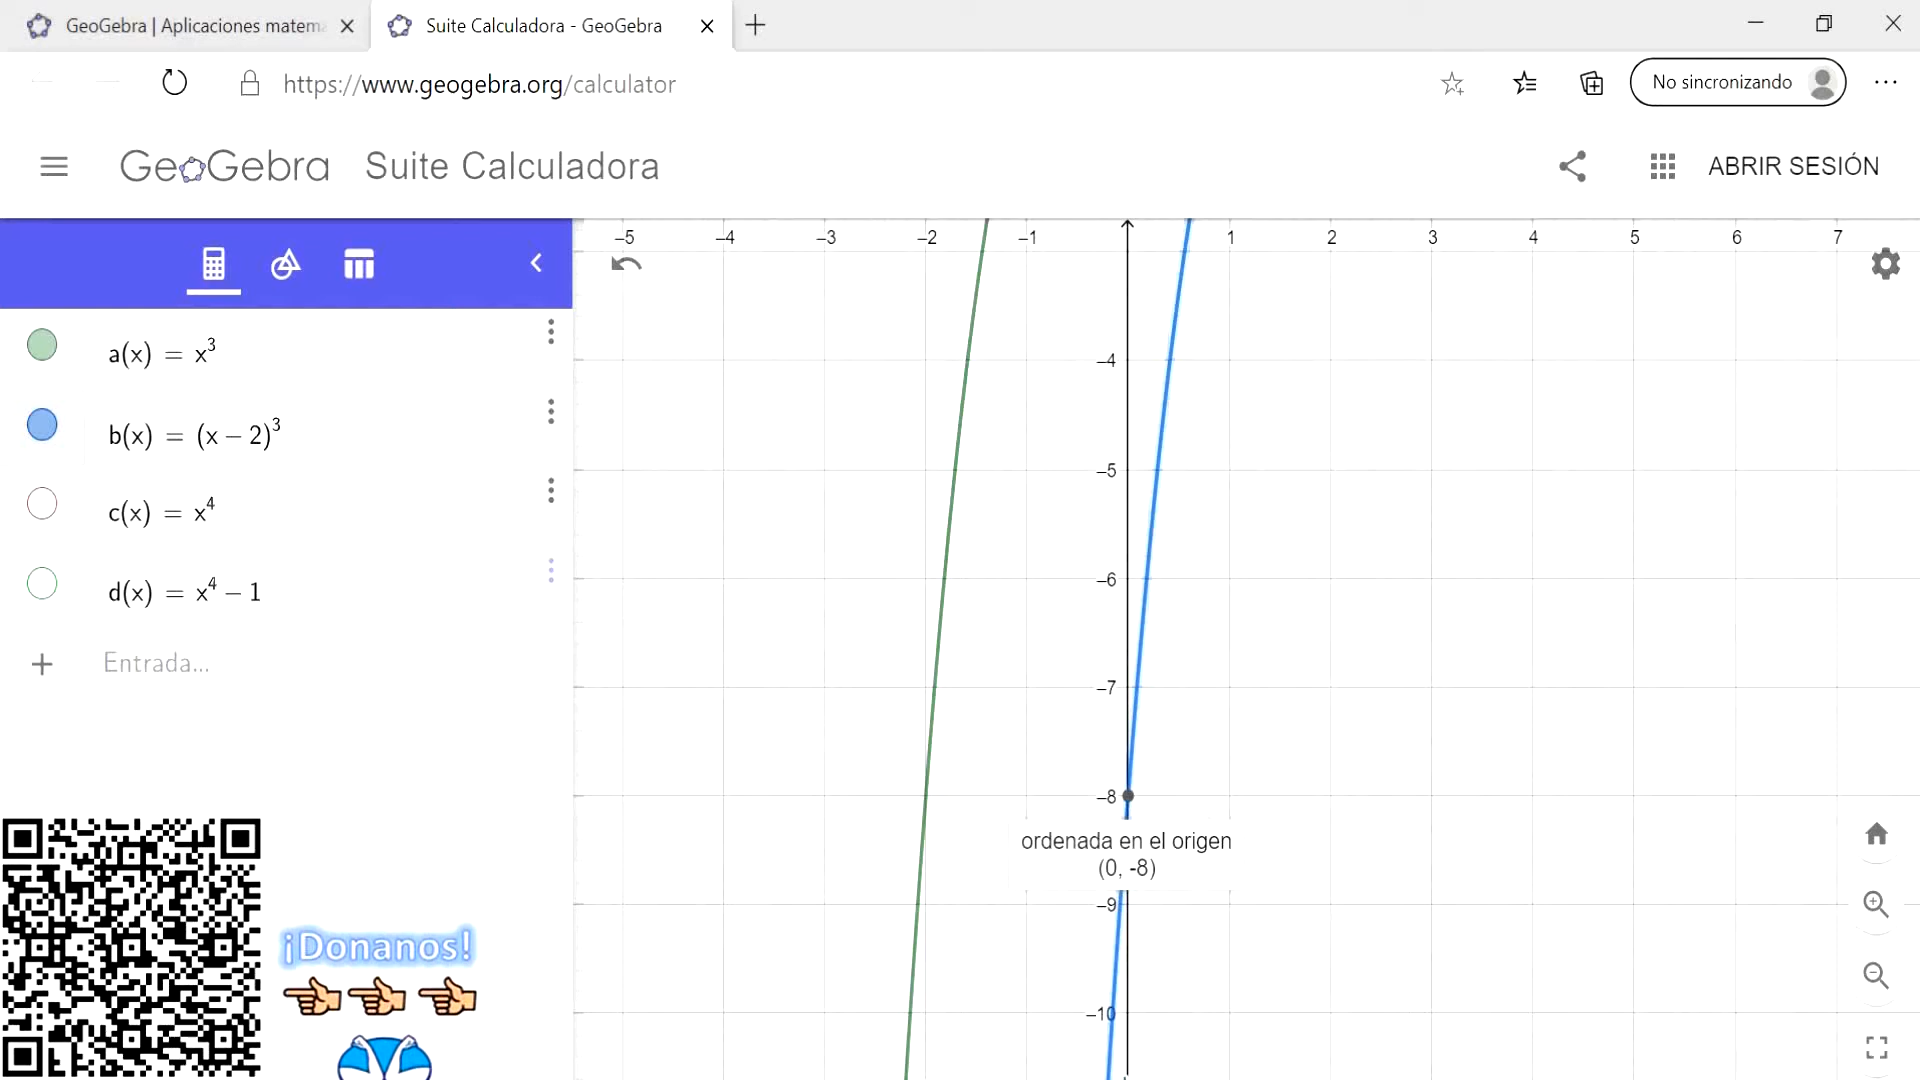 GeoGebra | Aplicaciones matem
Suite Calculadora - GeoGebra
https://www.geogebra.org/calculator
No sincronizando
GeoGebra
Suite Calculadora
ABRIR SESIÓN
a(x) = x³
b(x) = (x – 2)³
c(x) = x⁴
d(x) = x⁴ – 1
Entrada...
–5 –4 –3 –2 –1 1 2 3 4 5 6 7
–4
–5
–6
–7
–8
ordenada en el origen
(0, -8)
–9
–10
¡Donanos!